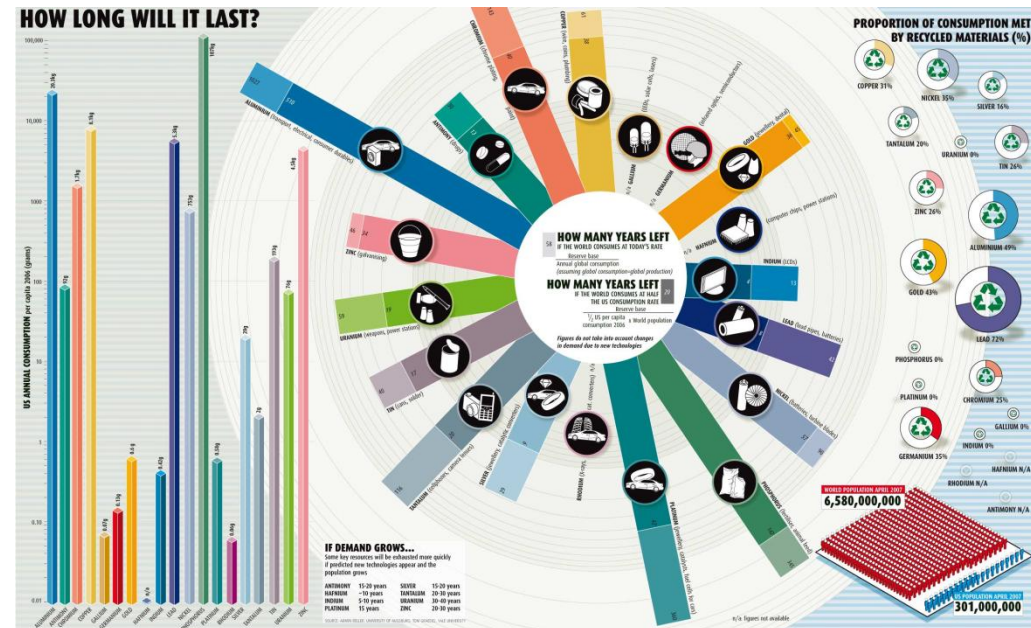 HOW LONG WILL IT LAST?
US ANNUAL CONSUMPTION per capita 2006 (grams)
100,000
10,000
1000
100
10
1
0.10
0.01
ALUMINIUM
ANTIMONY
CHROMIUM
COPPER
GALLIUM
GERMANIUM
GOLD
HAFNIUM
INDIUM
LEAD
NICKEL
PHOSPHORUS
PLATINUM
RHODIUM
SILVER
TANTALUM
TIN
URANIUM
ZINC
n/a
ALUMINIUM (transport, electrical, consumer durables)
ANTIMONY (drugs)
CHROMIUM (chrome plating, paint)
COPPER (wire, coins, plumbing)
GALLIUM (LEDs, solar cells, lasers)
n/a
GERMANIUM (infrared optics, semiconductors)
n/a
GOLD (jewellery, dental)
HAFNIUM (computer chips, power stations)
n/a
INDIUM (LCDs)
LEAD (lead pipes, batteries)
NICKEL (batteries, turbine blades)
PHOSPHORUS (fertiliser, animal feed)
PLATINUM (jewellery, catalysts, fuel cells for cars)
RHODIUM (X-rays, cat. converters) n/a
SILVER (jewellery, catalytic converters)
TANTALUM (cellphones, camera lenses)
TIN (cans, solder)
URANIUM (weapons, power stations)
ZINC (galvanising)
HOW MANY YEARS LEFT
IF THE WORLD CONSUMES AT TODAY'S RATE
Reserve base
Annual global consumption
(assuming global consumption=global production)
HOW MANY YEARS LEFT
IF THE WORLD CONSUMES AT HALF
THE US CONSUMPTION RATE
Reserve base
½ US per capita
consumption 2006 x World population
Figures do not take into account changes
in demand due to new technologies
PROPORTION OF CONSUMPTION MET
BY RECYCLED MATERIALS (%)
COPPER 31%
NICKEL 35%
SILVER 16%
TANTALUM 20%
URANIUM 0%
TIN 26%
ZINC 26%
ALUMINIUM 49%
GOLD 43%
LEAD 72%
PHOSPHORUS 0%
PLATINUM 0%
CHROMIUM 25%
GALLIUM 0%
INDIUM 0%
GERMANIUM 35%
HAFNIUM N/A
RHODIUM N/A
ANTIMONY N/A
WORLD POPULATION APRIL 2007
6,580,000,000
US POPULATION APRIL 2007
301,000,000
IF DEMAND GROWS...
Some key resources will be exhausted more quickly
if predicted new technologies appear and the
population grows
ANTIMONY 15-20 years SILVER 15-20 years
HAFNIUM ~10 years TANTALUM 20-30 years
INDIUM 5-10 years URANIUM 30-40 years
PLATINUM 15 years ZINC 20-30 years
n/a: figures not available